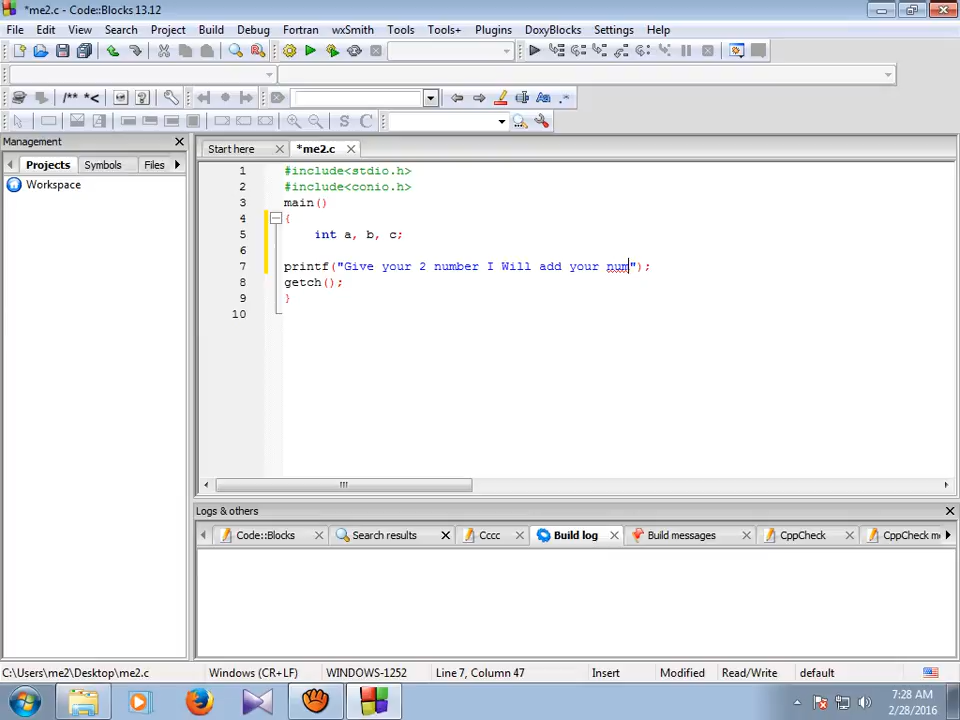 *me2.c - Code::Blocks 13.12
File Edit View Search Project Build Debug Fortran wxSmith Tools Tools+ Plugins DoxyBlocks Settings Help
/** *<
S C
Management
Start here *me2.c
Projects Symbols Files
Workspace
1 #include<stdio.h>
2 #include<conio.h>
3 main()
4 {
5 int a, b, c;
6
7 printf("Give your 2 number I Will add your num");
8 getch();
9 }
10
Logs & others
Code::Blocks Search results Cccc Build log Build messages CppCheck CppCheck me
C:\Users\me2\Desktop\me2.c Windows (CR+LF) WINDOWS-1252 Line 7, Column 47 Insert Modified Read/Write default
7:28 AM
2/28/2016